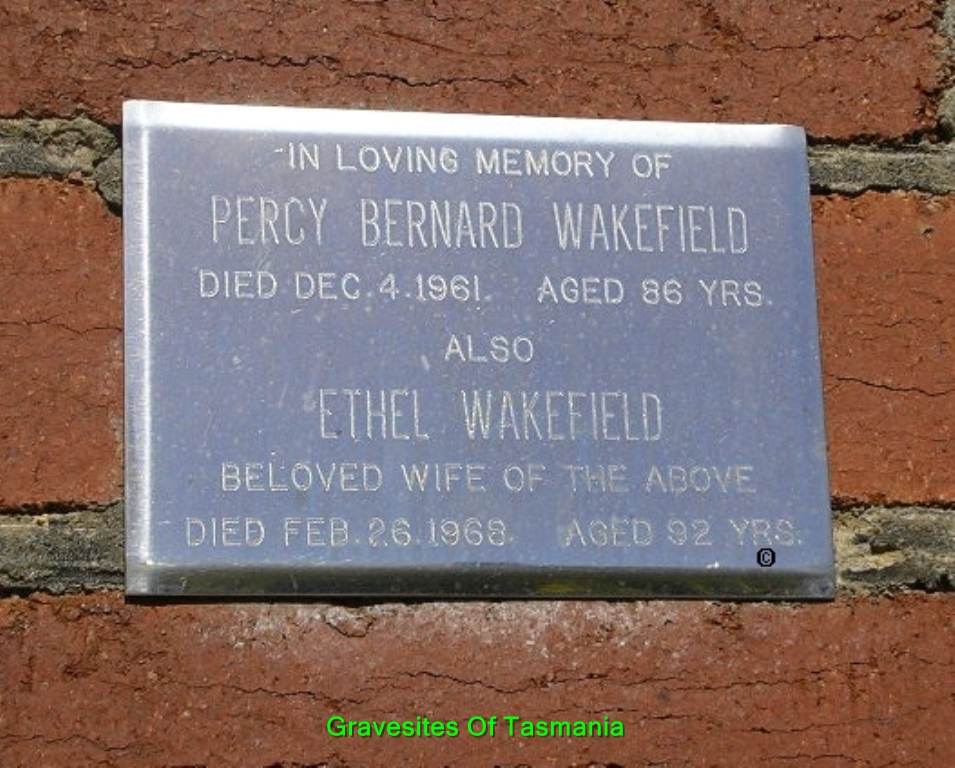 IN LOVING MEMORY OF
PERCY BERNARD WAKEFIELD
DIED DEC. 4. 1961. AGED 86 YRS.
ALSO
ETHEL WAKEFIELD
BELOVED WIFE OF THE ABOVE
DIED FEB. 26. 1968. AGED 92 YRS.
©
Gravesites Of Tasmania